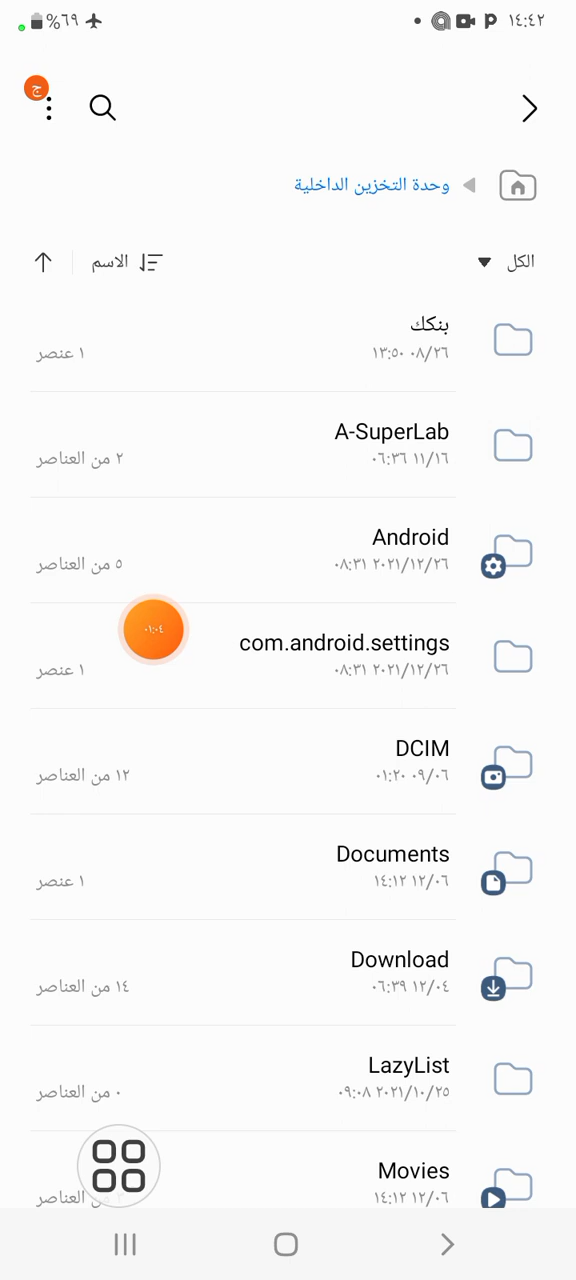 ١٤:٤٢
%٦٩
ج
وحدة التخزين الداخلية
الكل
الاسم
بنكك
٠٨/٢٦ ١٣:٥٠
١ عنصر
A-SuperLab
١١/١٦ ٠٦:٣٦
٢ من العناصر
Android
٢٠٢١/١٢/٢٦ ٠٨:٣١
٥ من العناصر
٠١:٠٤
com.android.settings
٢٠٢١/١٢/٢٦ ٠٨:٣١
١ عنصر
DCIM
٠٩/٠٦ ٠١:٢٠
١٢ من العناصر
Documents
١٢/٠٦ ١٤:١٢
١ عنصر
Download
١٢/٠٤ ٠٦:٣٩
١٤ من العناصر
LazyList
٢٠٢١/١٠/٢٥ ٠٩:٠٨
٠ من العناصر
Movies
١٢/٠٦ ١٤:١٢
العناصر